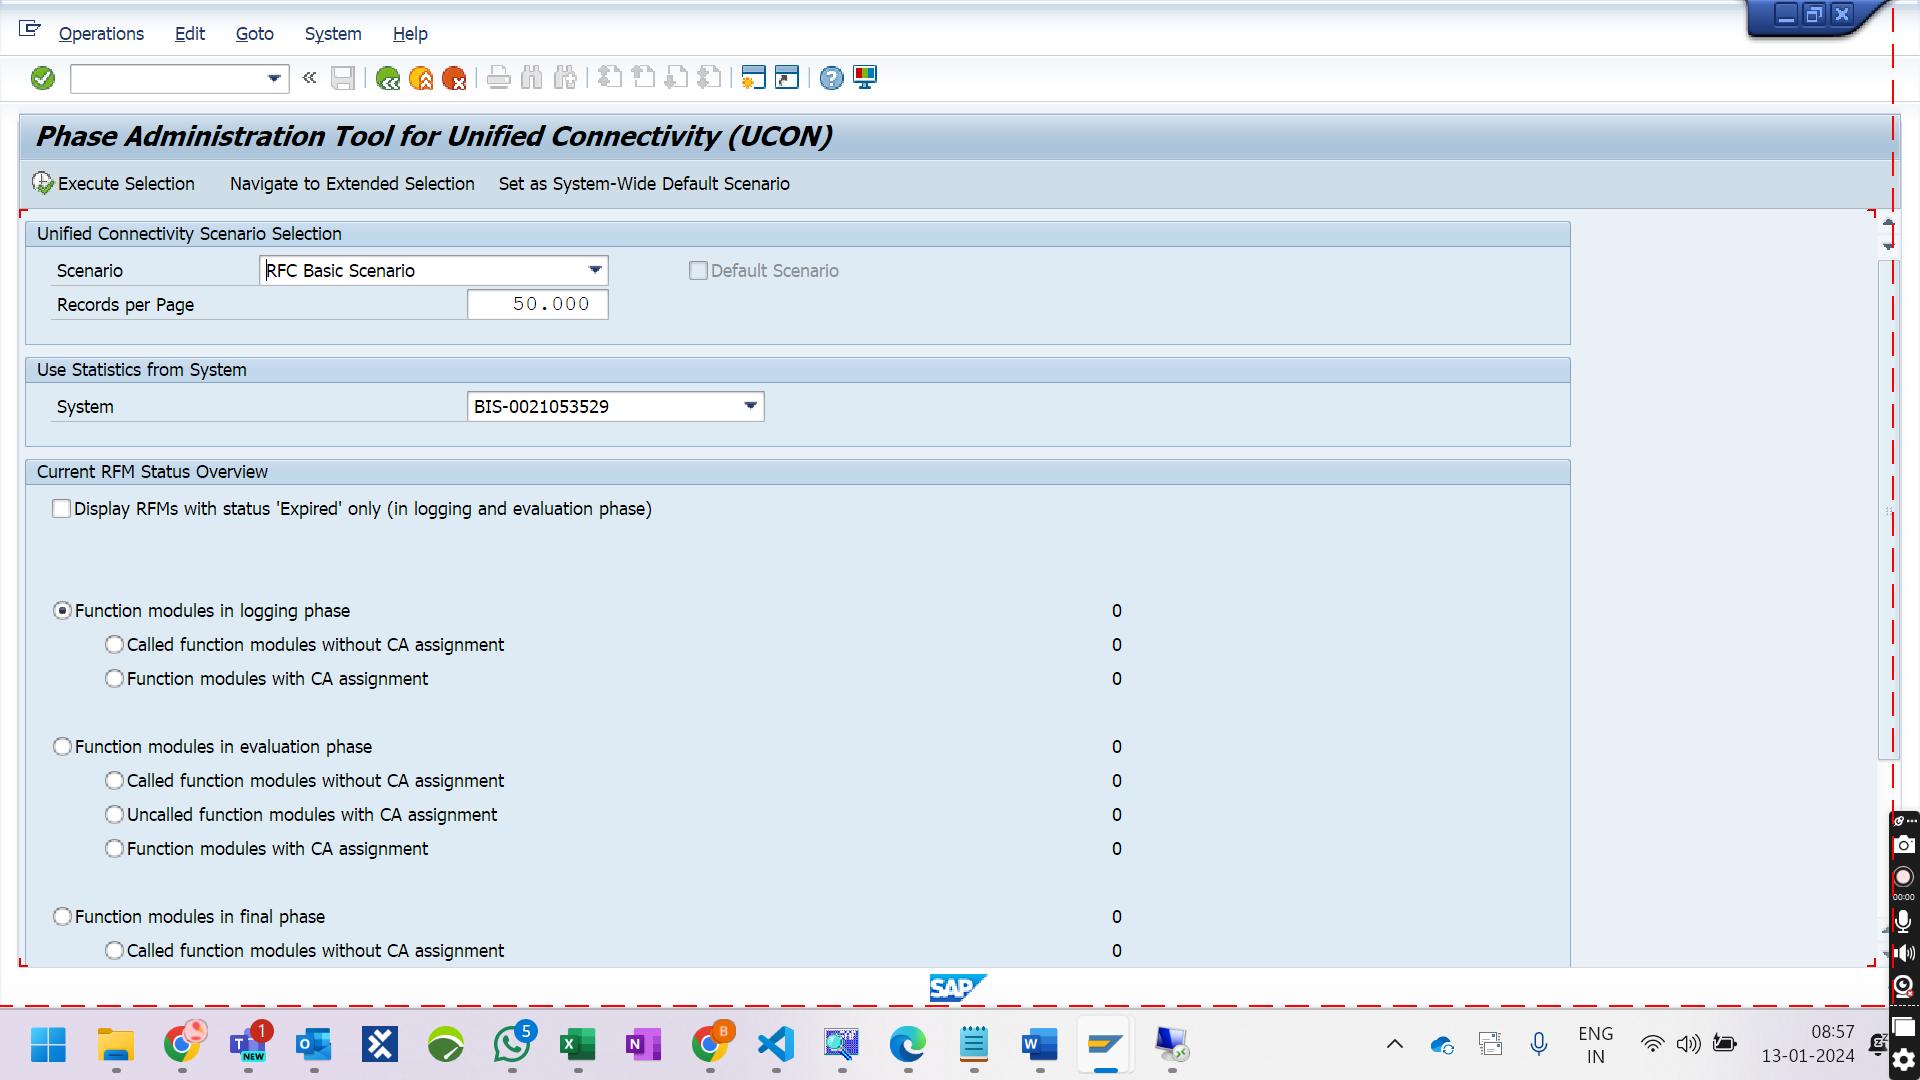 Operations Edit Goto System Help
Phase Administration Tool for Unified Connectivity (UCON)
Execute Selection Navigate to Extended Selection Set as System-Wide Default Scenario
Unified Connectivity Scenario Selection
Scenario RFC Basic Scenario Default Scenario
Records per Page 50.000
Use Statistics from System
System BIS-0021053529
Current RFM Status Overview
Display RFMs with status 'Expired' only (in logging and evaluation phase)
Function modules in logging phase 0
Called function modules without CA assignment 0
Function modules with CA assignment 0
Function modules in evaluation phase 0
Called function modules without CA assignment 0
Uncalled function modules with CA assignment 0
Function modules with CA assignment 0
00:00
Function modules in final phase 0
Called function modules without CA assignment 0
SAP
1 NEW 5 B
ENG 08:57
IN 13-01-2024